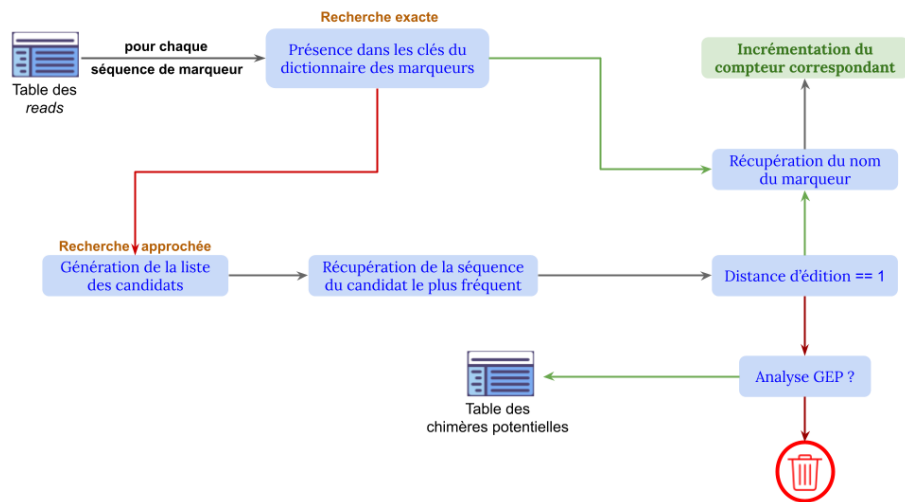 Recherche exacte
pour chaque
séquence de marqueur
Table des
reads
Présence dans les clés du
dictionnaire des marqueurs
Incrémentation du
compteur correspondant
Récupération du nom
du marqueur
Recherche approchée
Génération de la liste
des candidats
Récupération de la séquence
du candidat le plus fréquent
Distance d'édition == 1
Analyse GEP ?
Table des
chimères potentielles